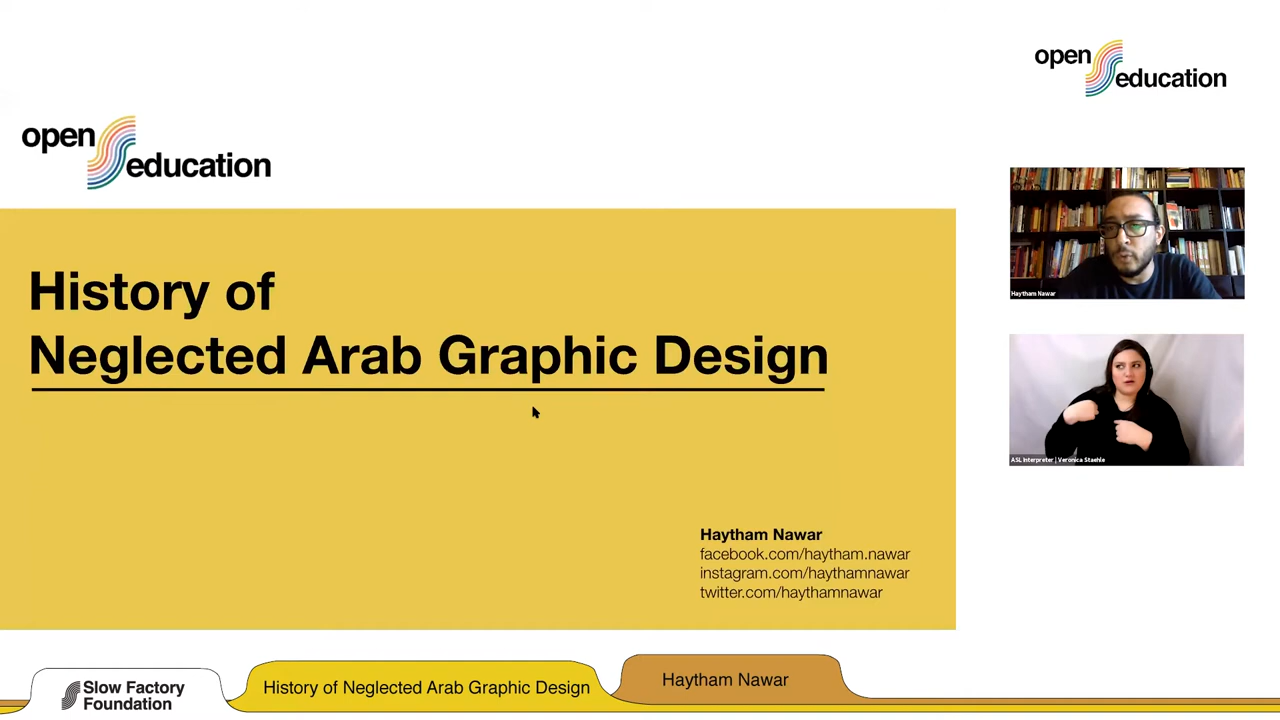 open
education
open
education
History of
Neglected Arab Graphic Design
Haytham Nawar
ASL Interpreter | Veronica Staehle
Haytham Nawar
facebook.com/haytham.nawar
instagram.com/haythamnawar
twitter.com/haythamnawar
Slow Factory
Foundation
History of Neglected Arab Graphic Design
Haytham Nawar